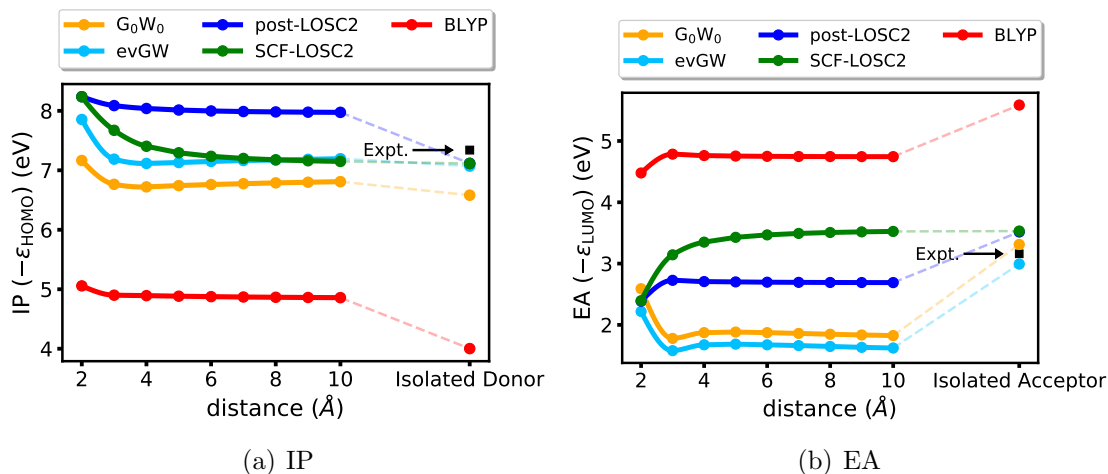 G₀W₀ post-LOSC2 BLYP
evGW SCF-LOSC2
IP (−εHOMO) (eV)
8
7
6
5
4
Expt.
2 4 6 8 10 Isolated Donor
distance (Å)
(a) IP
G₀W₀ post-LOSC2 BLYP
evGW SCF-LOSC2
EA (−εLUMO) (eV)
5
4
3
2
Expt.
2 4 6 8 10 Isolated Acceptor
distance (Å)
(b) EA